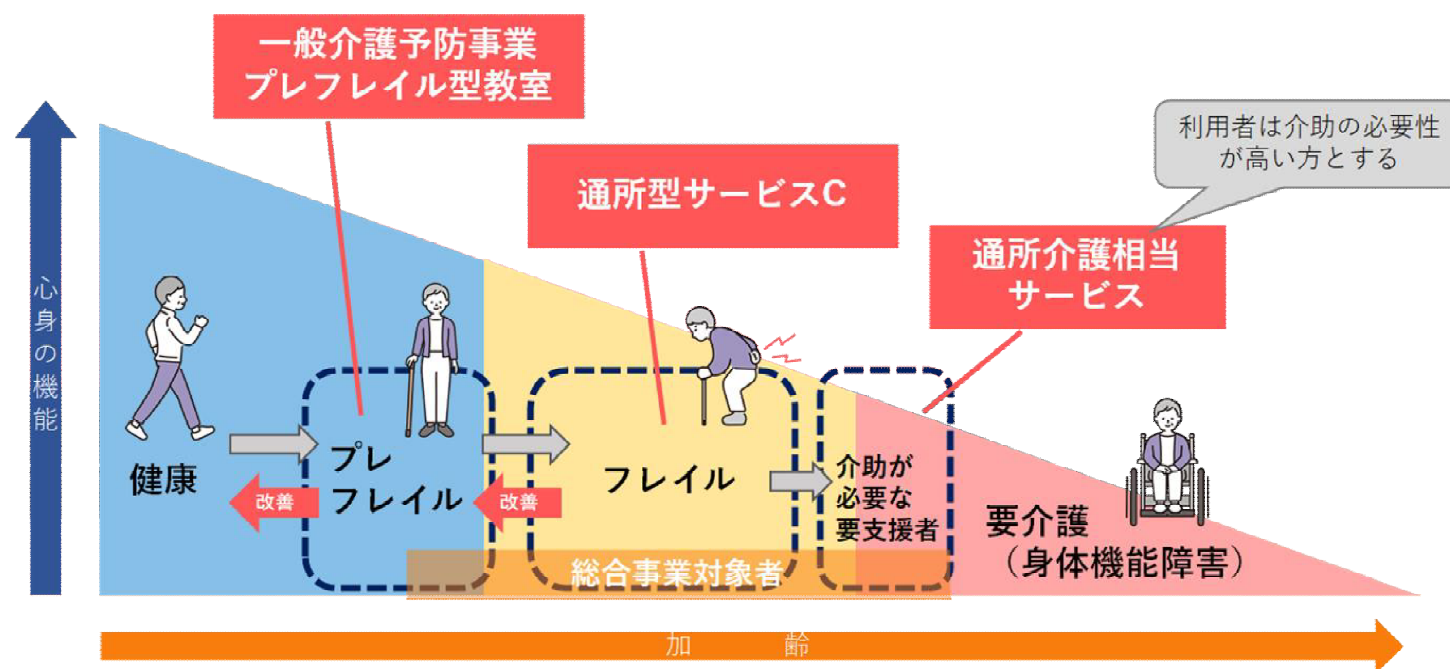 一般介護予防事業
プレフレイル型教室
利用者は介助の必要性
が高い方とする
通所型サービスC
通所介護相当
サービス
心身の機能
健康
プレ
フレイル
フレイル
介助が
必要な
要支援者
要介護
（身体機能障害）
改善
改善
総合事業対象者
加齢